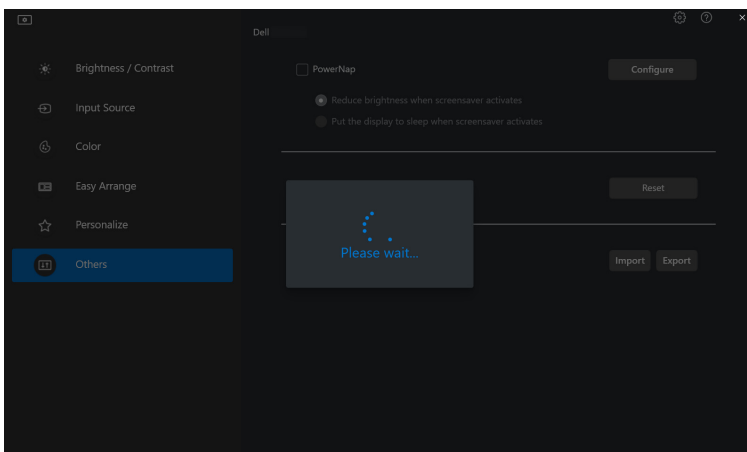 Dell
Brightness / Contrast
Input Source
Color
Easy Arrange
Personalize
Others
PowerNap
Configure
Reduce brightness when screensaver activates
Put the display to sleep when screensaver activates
Reset
Please wait...
Import Export